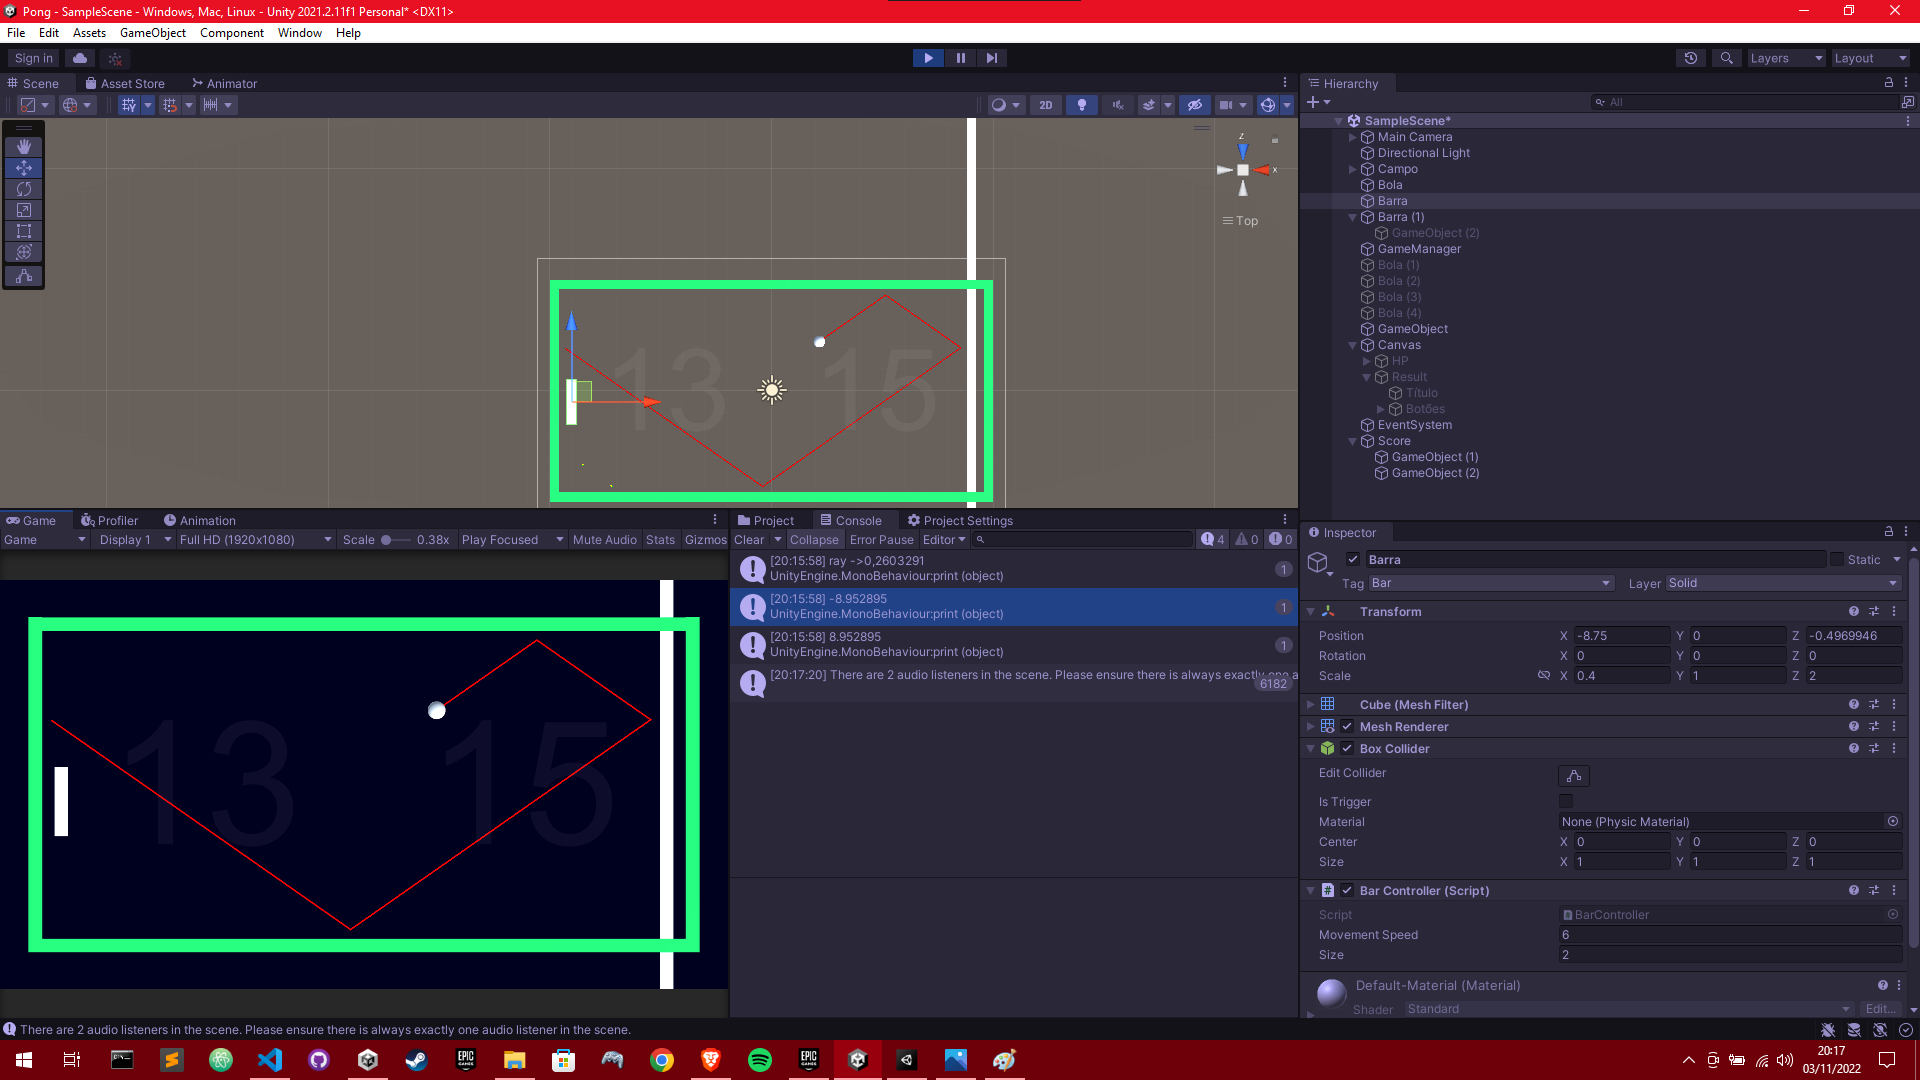 Pong - SampleScene - Windows, Mac, Linux - Unity 2021.2.11f1 Personal* <DX11>
File Edit Assets GameObject Component Window Help
Sign in
Layers Layout
Scene Asset Store Animator
2D
z
x
Top
13 15
Hierarchy
All
SampleScene*
Main Camera
Directional Light
Campo
Bola
Barra
Barra (1)
GameObject (2)
GameManager
Bola (1)
Bola (2)
Bola (3)
Bola (4)
GameObject
Canvas
HP
Result
Título
Botões
EventSystem
Score
GameObject (1)
GameObject (2)
Game Profiler Animation
Game Display 1 Full HD (1920x1080) Scale 0.38x Play Focused Mute Audio Stats Gizmos
13 15
Project Console Project Settings
Clear Collapse Error Pause Editor 4 0 0
[20:15:58] ray ->0,2603291
UnityEngine.MonoBehaviour:print (object)
1
[20:15:58] -8.952895
UnityEngine.MonoBehaviour:print (object)
1
[20:15:58] 8.952895
UnityEngine.MonoBehaviour:print (object)
1
[20:17:20] There are 2 audio listeners in the scene. Please ensure there is always exactly one a
6182
Inspector
Barra Static
Tag Bar Layer Solid
Transform
Position X -8.75 Y 0 Z -0.4969946
Rotation X 0 Y 0 Z 0
Scale X 0.4 Y 1 Z 2
Cube (Mesh Filter)
Mesh Renderer
Box Collider
Edit Collider
Is Trigger
Material None (Physic Material)
Center X 0 Y 0 Z 0
Size X 1 Y 1 Z 1
# Bar Controller (Script)
Script BarController
Movement Speed 6
Size 2
Default-Material (Material)
Shader Standard Edit...
There are 2 audio listeners in the scene. Please ensure there is always exactly one audio listener in the scene.
EPIC GAMES
EPIC GAMES
20:17
03/11/2022